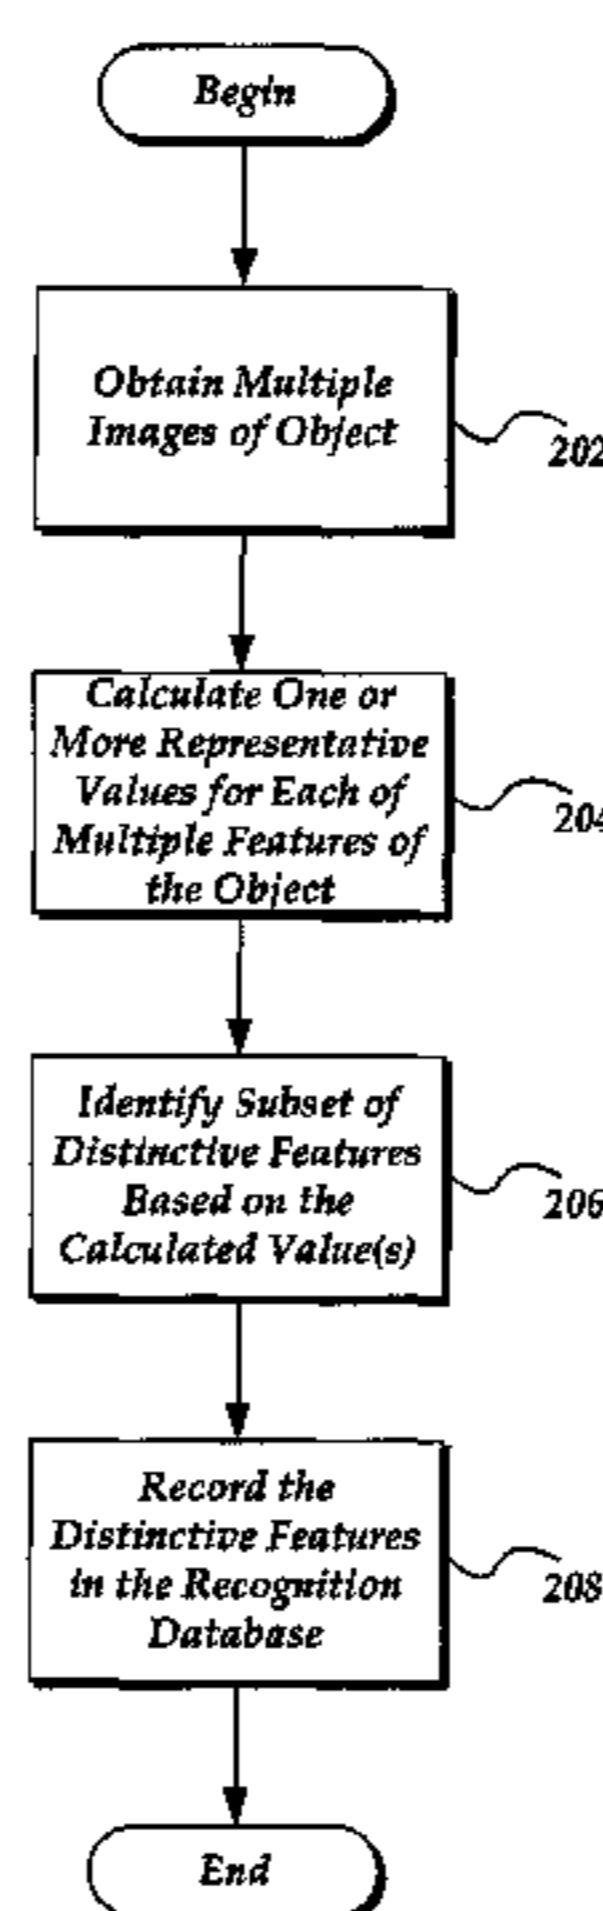 Begin
Obtain Multiple
Images of Object
202
Calculate One or
More Representative
Values for Each of
Multiple Features of
the Object
204
Identify Subset of
Distinctive Features
Based on the
Calculated Value(s)
206
Record the
Distinctive Features
in the Recognition
Database
208
End